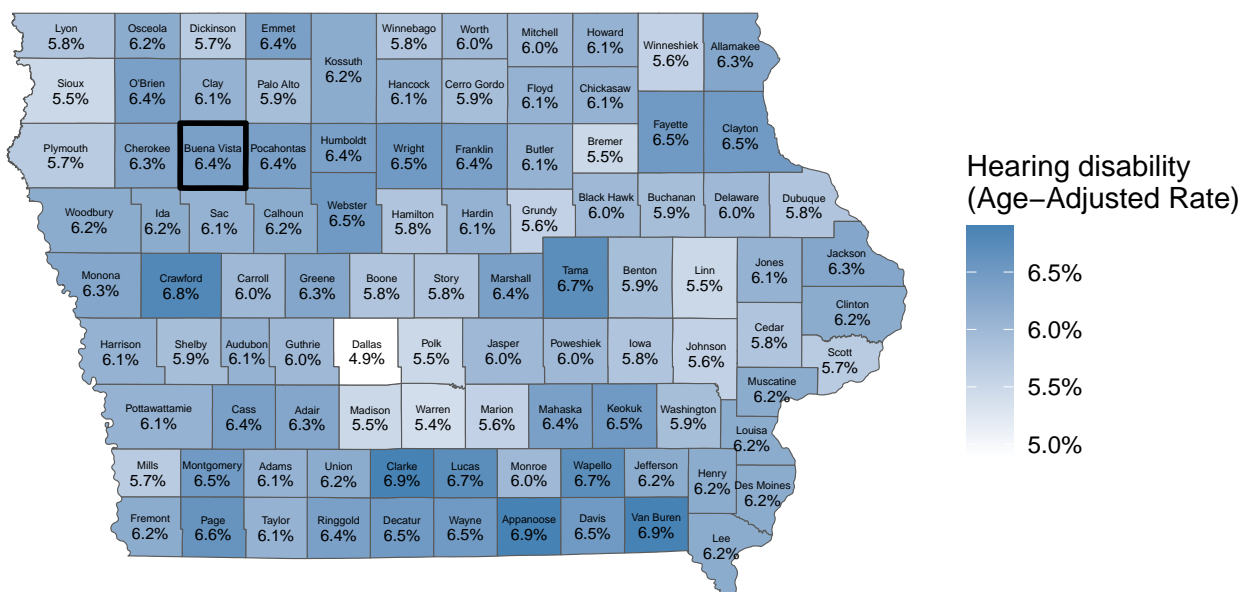 Lyon
5.8%
Osceola
6.2%
Dickinson
5.7%
Emmet
6.4%
Kossuth
6.2%
Winnebago
5.8%
Worth
6.0%
Mitchell
6.0%
Howard
6.1%
Winneshiek
5.6%
Allamakee
6.3%
Sioux
5.5%
O'Brien
6.4%
Clay
6.1%
Palo Alto
5.9%
Hancock
6.1%
Cerro Gordo
5.9%
Floyd
6.1%
Chickasaw
6.1%
Plymouth
5.7%
Cherokee
6.3%
Buena Vista
6.4%
Pocahontas
6.4%
Humboldt
6.4%
Wright
6.5%
Franklin
6.4%
Butler
6.1%
Bremer
5.5%
Fayette
6.5%
Clayton
6.5%
Woodbury
6.2%
Ida
6.2%
Sac
6.1%
Calhoun
6.2%
Webster
6.5%
Hamilton
5.8%
Hardin
6.1%
Grundy
5.6%
Black Hawk
6.0%
Buchanan
5.9%
Delaware
6.0%
Dubuque
5.8%
Monona
6.3%
Crawford
6.8%
Carroll
6.0%
Greene
6.3%
Boone
5.8%
Story
5.8%
Marshall
6.4%
Tama
6.7%
Benton
5.9%
Linn
5.5%
Jones
6.1%
Jackson
6.3%
Clinton
6.2%
Harrison
6.1%
Shelby
5.9%
Audubon
6.1%
Guthrie
6.0%
Dallas
4.9%
Polk
5.5%
Jasper
6.0%
Poweshiek
6.0%
Iowa
5.8%
Johnson
5.6%
Cedar
5.8%
Scott
5.7%
Muscatine
6.2%
Pottawattamie
6.1%
Cass
6.4%
Adair
6.3%
Madison
5.5%
Warren
5.4%
Marion
5.6%
Mahaska
6.4%
Keokuk
6.5%
Washington
5.9%
Louisa
6.2%
Mills
5.7%
Montgomery
6.5%
Adams
6.1%
Union
6.2%
Clarke
6.9%
Lucas
6.7%
Monroe
6.0%
Wapello
6.7%
Jefferson
6.2%
Henry
6.2%
Des Moines
6.2%
Fremont
6.2%
Page
6.6%
Taylor
6.1%
Ringgold
6.4%
Decatur
6.5%
Wayne
6.5%
Appanoose
6.9%
Davis
6.5%
Van Buren
6.9%
Lee
6.2%
Hearing disability
(Age−Adjusted Rate)
6.5%
6.0%
5.5%
5.0%